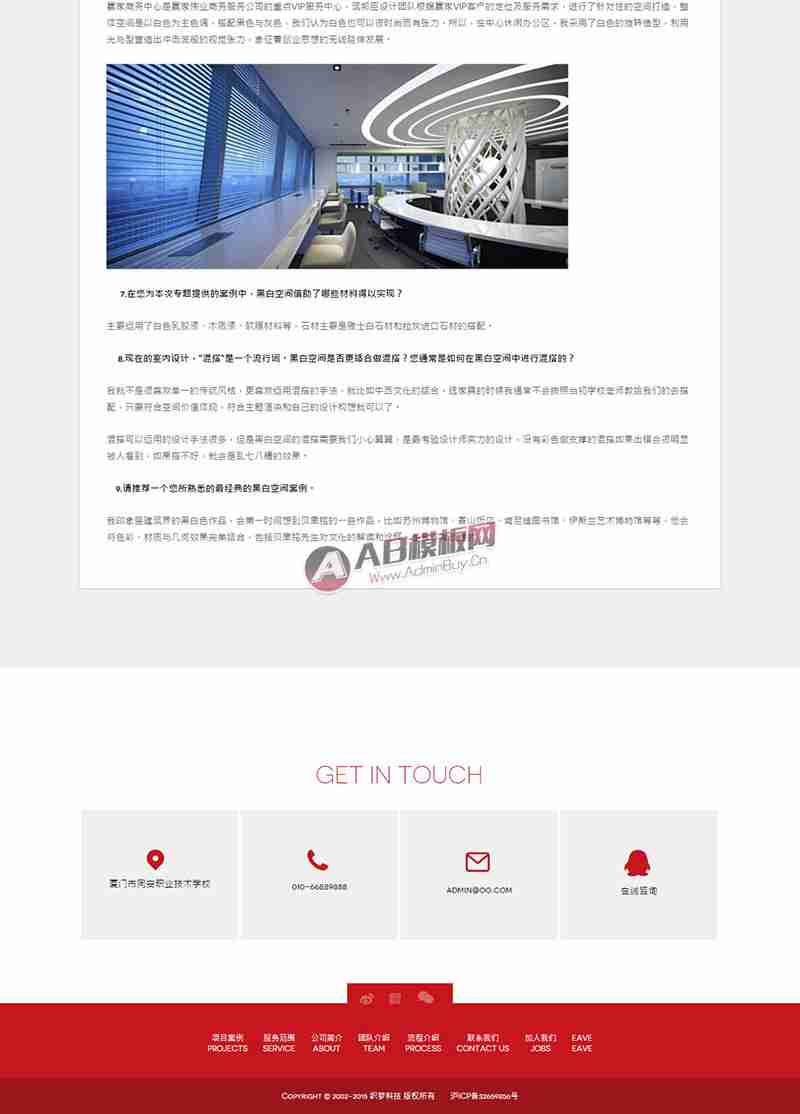 赢家商务中心是赢家伟业商务服务公司的重点VIP服务中心，筑邦臣设计团队根据赢家VIP客户的定位及服务需求，进行了针对性的空间打造，整
体空间是以白色为主色调，搭配黑色与灰色，我们认为白色也可以很时尚而有张力，所以，在中心休闲办公区，我采用了白色的旋转造型，利用
光与型营造出冲击浓烈的视觉张力，象征着创业思想的无线延伸发展。
7.在您为本次专题提供的案例中，黑白空间借助了哪些材料得以实现？
主要运用了白色乳胶漆、木饰漆、软膜材料等，石材主要是雅士白石材和拉灰进口石材的搭配。
8.现在的室内设计，"混搭"是一个流行词，黑白空间是否更适合做混搭？您通常是如何在黑白空间中进行混搭的？
我就不是很喜欢单一的传统风格，更喜欢运用混搭的手法，就比如中西文化的结合。选家具的时候我通常不会按照当初学校老师教给我们的去搭
配，只要符合空间价值体现，符合主题渲染和自己的设计构想就可以了。
混搭可以运用的设计手法很多，但是黑白空间的混搭需要我们小心翼翼，是最考验设计师实力的设计，没有彩色做支撑的混搭如果出错会很明显
被人看到，如果搭不好，就会是乱七八糟的效果。
9.请推荐一个您所熟悉的最经典的黑白空间案例。
我印象里建筑界的黑白色作品，会第一时间想到贝聿铭的一些作品，比如苏州博物馆、香山饭店、肯尼迪图书馆、伊斯兰艺术博物馆等等，他会
将色彩、材质与几何效果完美结合，包括贝聿铭先生对文化的解读和诠释
AB模板网
Www.AdminBuy.Cn
GET IN TOUCH
厦门市同安职业技术学校
010-66889888
ADMIN@QQ.COM
在线咨询
项目案例 服务范围 公司简介 团队介绍 流程介绍 联系我们 加入我们 EAVE
PROJECTS SERVICE ABOUT TEAM PROCESS CONTACT US JOBS EAVE
COPYRIGHT © 2002-2015 织梦科技 版权所有 沪ICP备32659856号